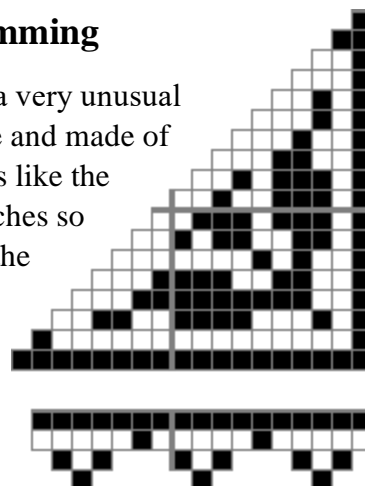 mming
a very unusual
e and made of
s like the
ches so
he